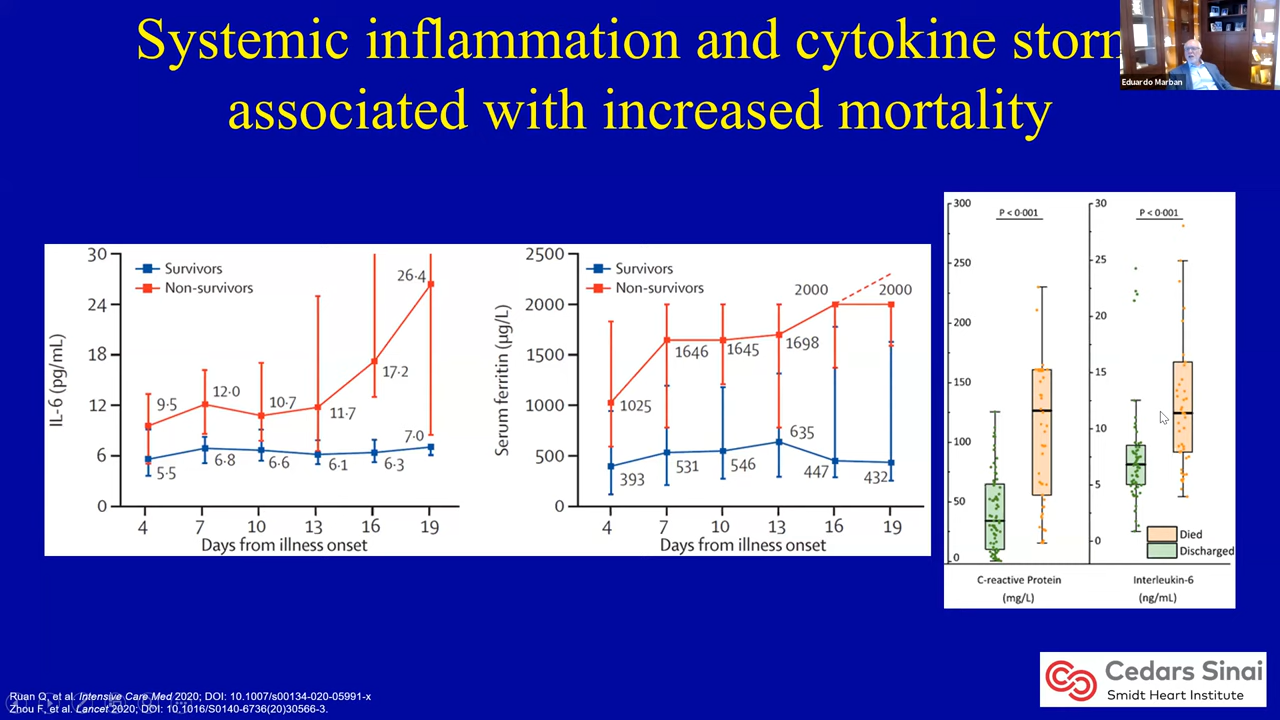 Systemic inflammation and cytokine storm
associated with increased mortality
Eduardo Marban
30
24
18
12
6
0
IL-6 (pg/mL)
Survivors
Non-survivors
9·5
12·0
10·7
11·7
17·2
26·4
5·5
6·8
6·6
6·1
6·3
7·0
4 7 10 13 16 19
Days from illness onset
2500
2000
1500
1000
500
0
Serum ferritin (µg/L)
Survivors
Non-survivors
1025
1646
1645
1698
2000
2000
393
531
546
635
447
432
4 7 10 13 16 19
Days from illness onset
300
250
200
150
100
50
0
P < 0·001
C-reactive Protein
(mg/L)
30
25
20
15
10
5
0
P < 0·001
Died
Discharged
Interleukin-6
(ng/mL)
Cedars Sinai
Smidt Heart Institute
Ruan Q, et al. Intensive Care Med 2020; DOI: 10.1007/s00134-020-05991-x
Zhou F, et al. Lancet 2020; DOI: 10.1016/S0140-6736(20)30566-3.